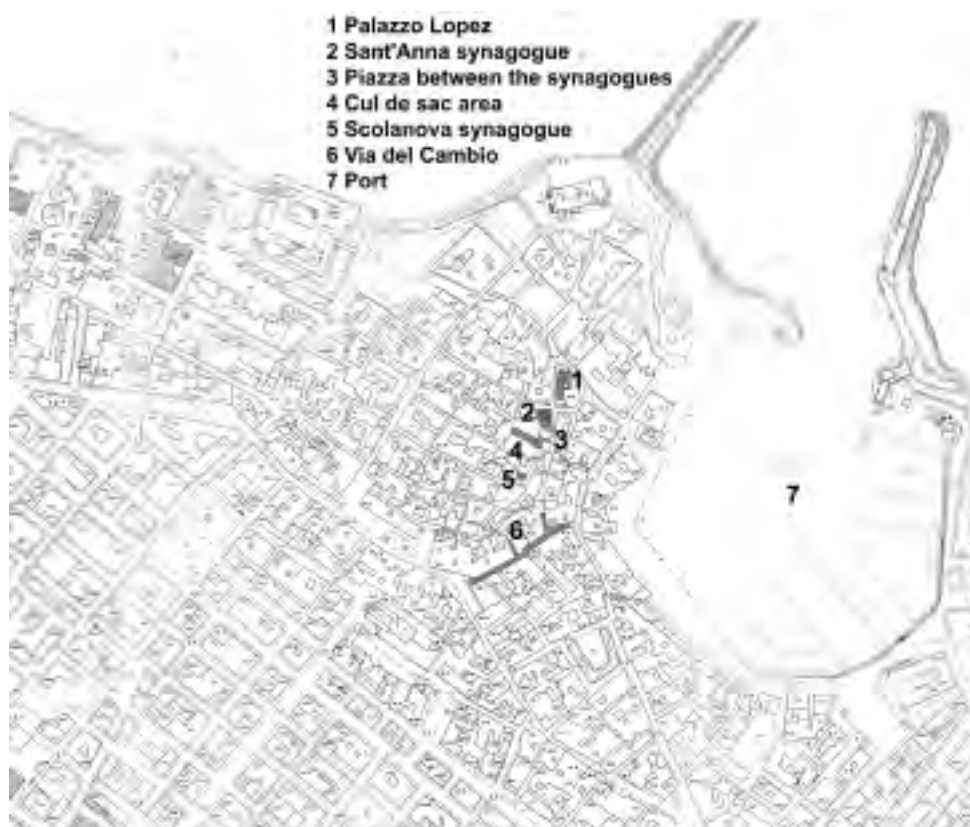 1 Palazzo Lopez
2 Sant'Anna synagogue
3 Piazza between the synagogues
4 Cul de sac area
5 Scolanova synagogue
6 Via del Cambio
7 Port
1
2
3
4
5
6
7